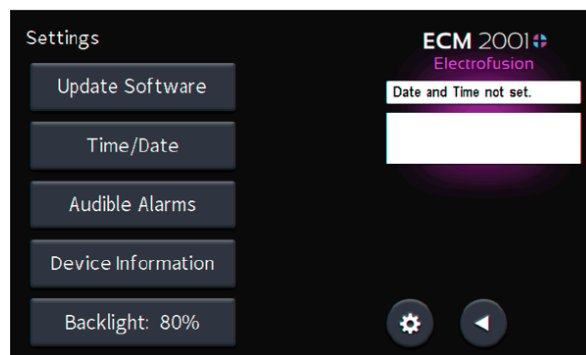 Settings
Update Software
Time/Date
Audible Alarms
Device Information
Backlight: 80%
ECM 2001
Electrofusion
Date and Time not set.